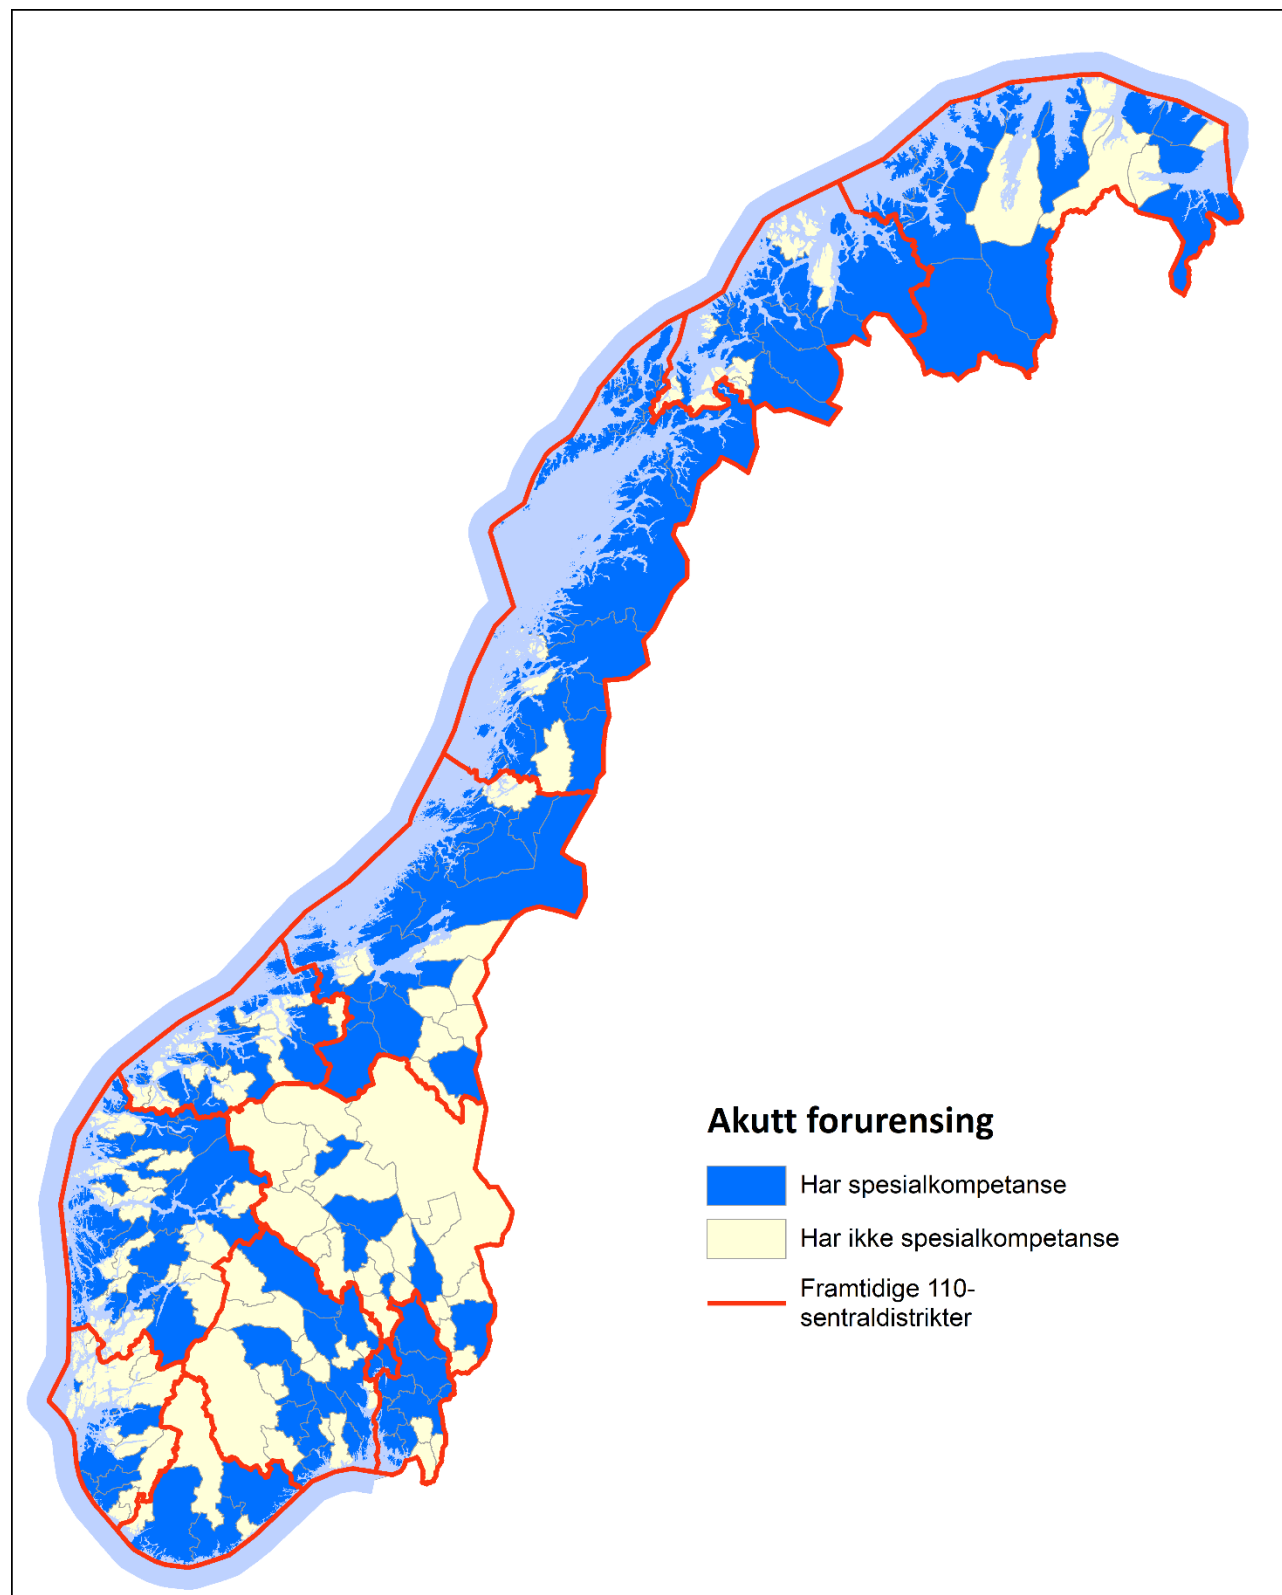 Akutt forurensing
Har spesialkompetanse
Har ikke spesialkompetanse
Framtidige 110-
sentraldistrikter